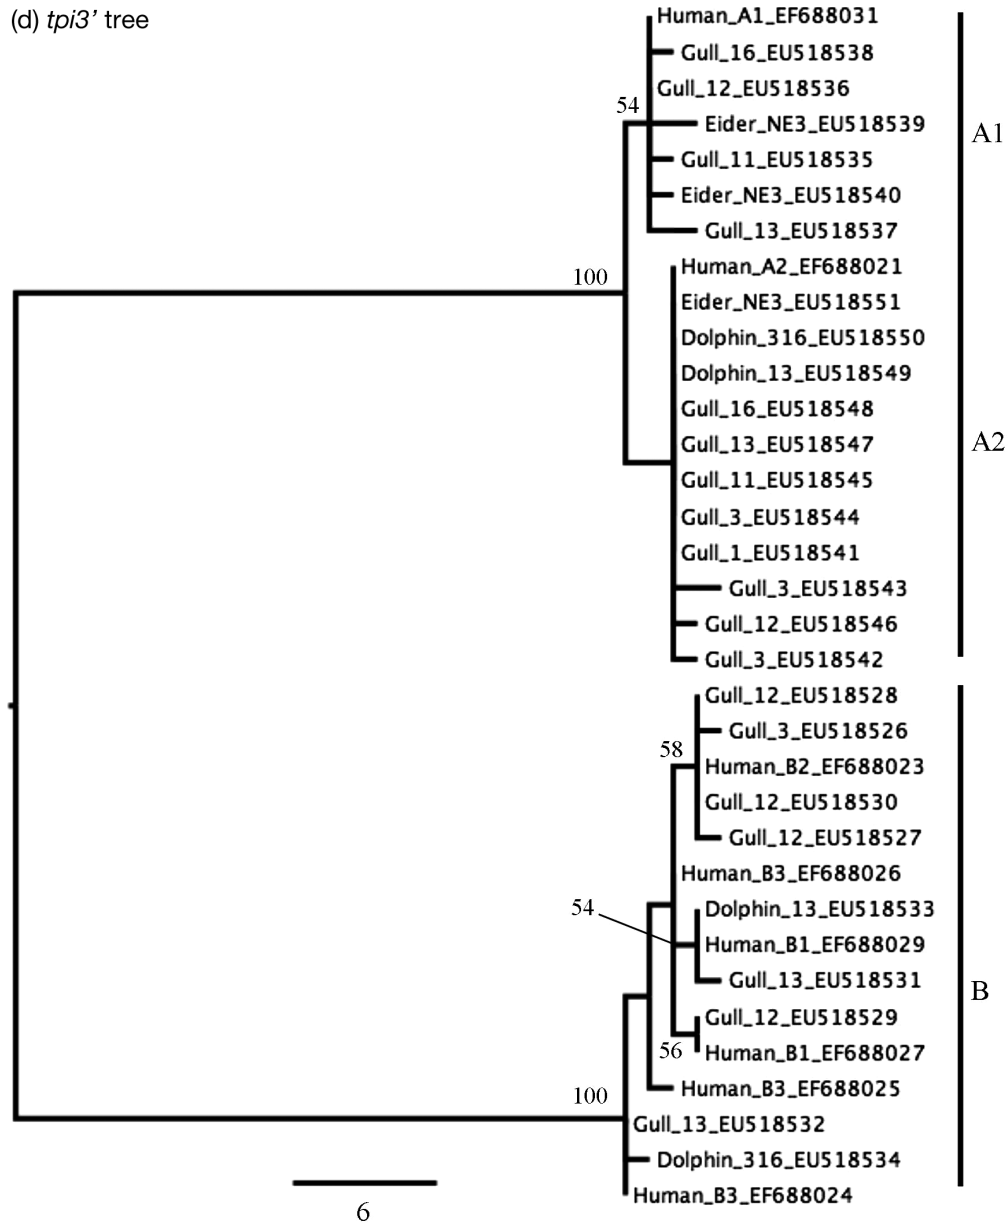 (d) tpi3’ tree
Human_A1_EF688031
Gull_16_EU518538
Gull_12_EU518536
54
Eider_NE3_EU518539
A1
Gull_11_EU518535
Eider_NE3_EU518540
Gull_13_EU518537
100
Human_A2_EF688021
Eider_NE3_EU518551
Dolphin_316_EU518550
Dolphin_13_EU518549
Gull_16_EU518548
Gull_13_EU518547
A2
Gull_11_EU518545
Gull_3_EU518544
Gull_1_EU518541
Gull_3_EU518543
Gull_12_EU518546
Gull_3_EU518542
Gull_12_EU518528
Gull_3_EU518526
58
Human_B2_EF688023
Gull_12_EU518530
Gull_12_EU518527
Human_B3_EF688026
54
Dolphin_13_EU518533
Human_B1_EF688029
Gull_13_EU518531
B
Gull_12_EU518529
56
Human_B1_EF688027
Human_B3_EF688025
100
Gull_13_EU518532
Dolphin_316_EU518534
Human_B3_EF688024
6